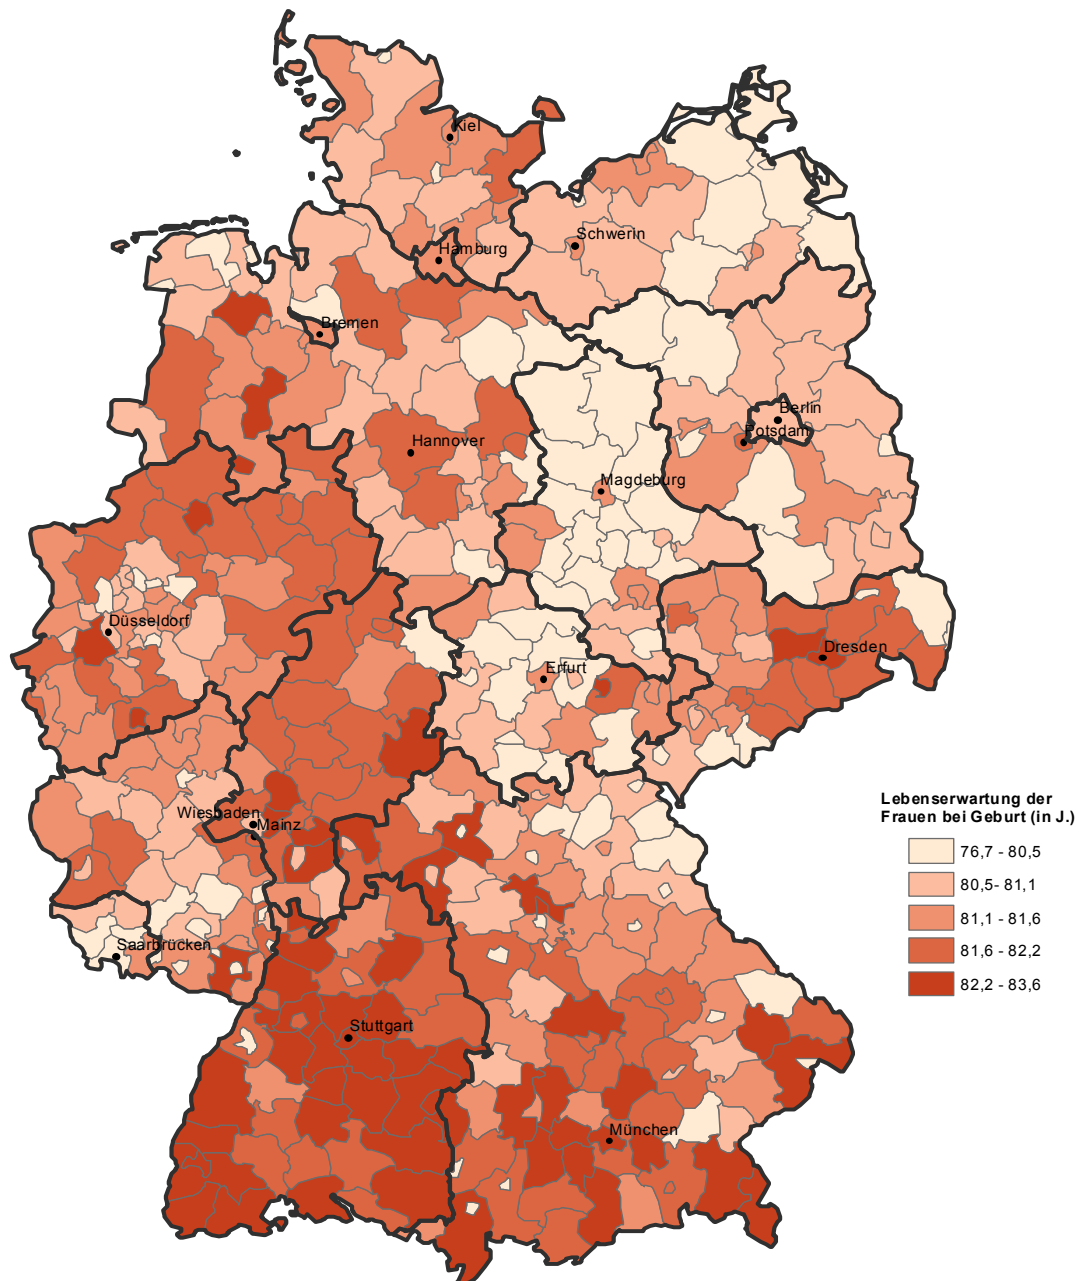 Kiel
Schwerin
Hamburg
Bremen
Berlin
Potsdam
Hannover
Magdeburg
Düsseldorf
Dresden
Erfurt
Wiesbaden
Mainz
Saarbrücken
Stuttgart
München
Lebenserwartung der
Frauen bei Geburt (in J.)
76,7 - 80,5
80,5- 81,1
81,1 - 81,6
81,6 - 82,2
82,2 - 83,6